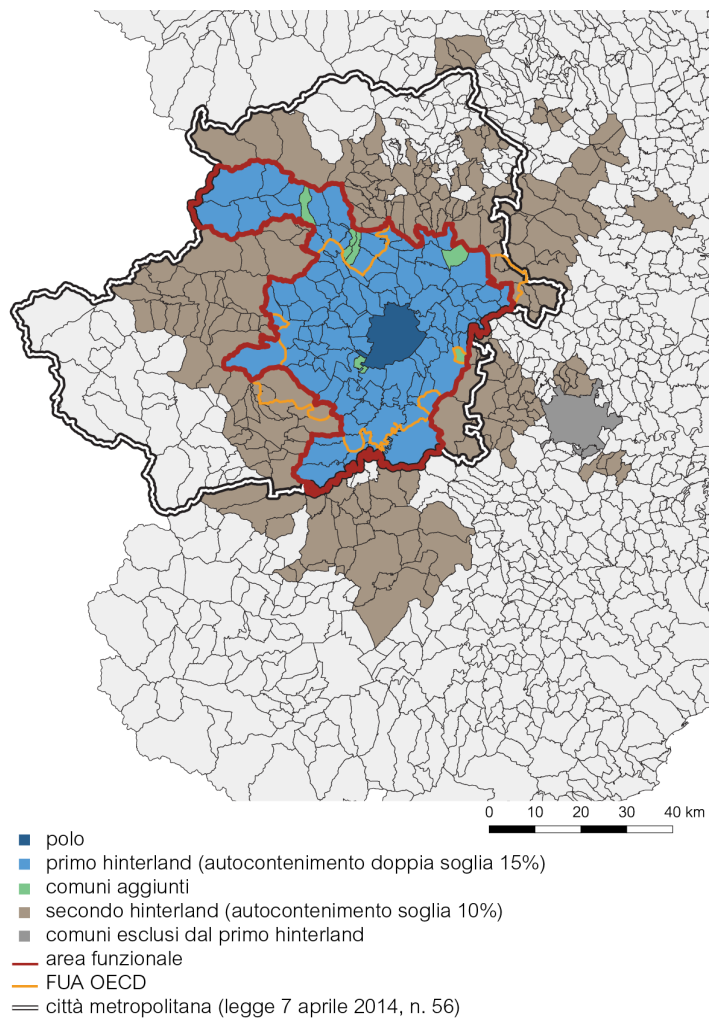 0 10 20 30 40 km
polo
primo hinterland (autocontenimento doppia soglia 15%)
comuni aggiunti
secondo hinterland (autocontenimento soglia 10%)
comuni esclusi dal primo hinterland
area funzionale
FUA OECD
città metropolitana (legge 7 aprile 2014, n. 56)